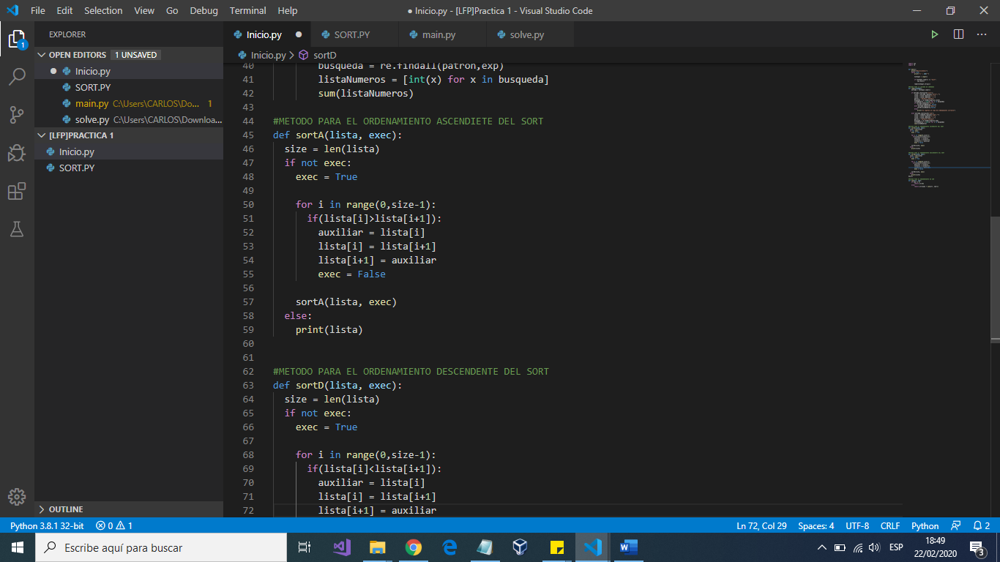 File Edit Selection View Go Debug Terminal Help
● Inicio.py - [LFP]Practica 1 - Visual Studio Code
EXPLORER
OPEN EDITORS 1 UNSAVED
Inicio.py
SORT.PY
main.py C:\Users\CARLOS\Do... 1
solve.py C:\Users\CARLOS\Downloa...
[LFP]PRACTICA 1
Inicio.py
SORT.PY
OUTLINE
1
Inicio.py SORT.PY main.py solve.py
Inicio.py > sortD
40 busqueda = re.findall(patron,exp)
41 listaNumeros = [int(x) for x in busqueda]
42 sum(listaNumeros)
43
44 #METODO PARA EL ORDENAMIENTO ASCENDIETE DEL SORT
45 def sortA(lista, exec):
46 size = len(lista)
47 if not exec:
48 exec = True
49
50 for i in range(0,size-1):
51 if(lista[i]>lista[i+1]):
52 auxiliar = lista[i]
53 lista[i] = lista[i+1]
54 lista[i+1] = auxiliar
55 exec = False
56
57 sortA(lista, exec)
58 else:
59 print(lista)
60
61
62 #METODO PARA EL ORDENAMIENTO DESCENDENTE DEL SORT
63 def sortD(lista, exec):
64 size = len(lista)
65 if not exec:
66 exec = True
67
68 for i in range(0,size-1):
69 if(lista[i]<lista[i+1]):
70 auxiliar = lista[i]
71 lista[i] = lista[i+1]
72 lista[i+1] = auxiliar
Python 3.8.1 32-bit 0 1 Ln 72, Col 29 Spaces: 4 UTF-8 CRLF Python 2
Escribe aquí para buscar
ESP
18:49
22/02/2020
3